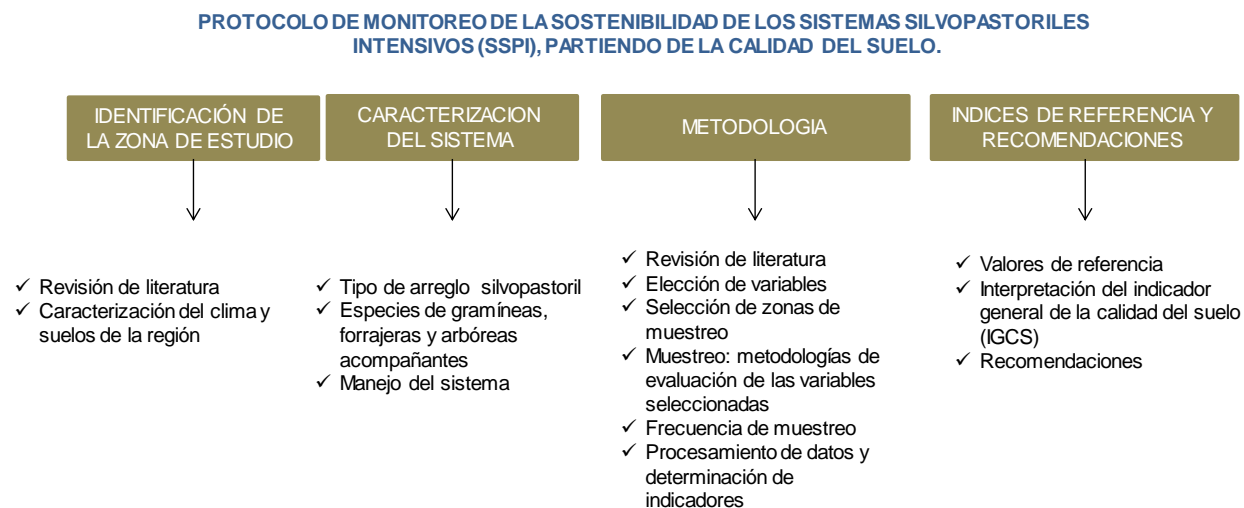 PROTOCOLO DE MONITOREO DE LA SOSTENIBILIDAD DE LOS SISTEMAS SILVOPASTORILES
INTENSIVOS (SSPI), PARTIENDO DE LA CALIDAD DEL SUELO.
IDENTIFICACIÓN DE
LA ZONA DE ESTUDIO
✓ Revisión de literatura
✓ Caracterización del clima y
suelos de la región
CARACTERIZACION
DEL SISTEMA
✓ Tipo de arreglo silvopastoril
✓ Especies de gramíneas,
forrajeras y arbóreas
acompañantes
✓ Manejo del sistema
METODOLOGIA
✓ Revisión de literatura
✓ Elección de variables
✓ Selección de zonas de
muestreo
✓ Muestreo: metodologías de
evaluación de las variables
seleccionadas
✓ Frecuencia de muestreo
✓ Procesamiento de datos y
determinación de
indicadores
INDICES DE REFERENCIA Y
RECOMENDACIONES
✓ Valores de referencia
✓ Interpretación del indicador
general de la calidad del suelo
(IGCS)
✓ Recomendaciones